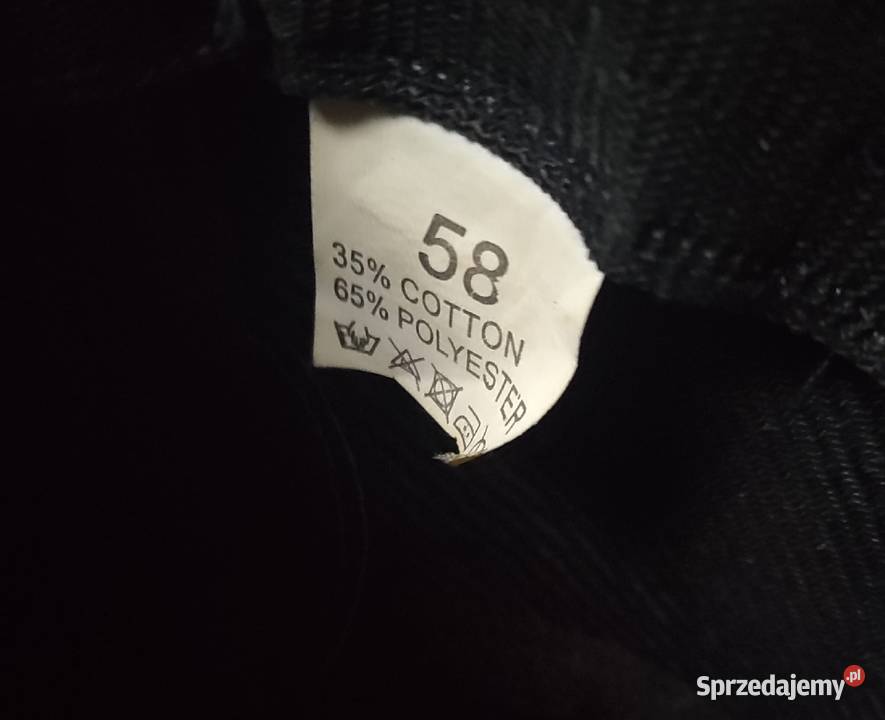 58
35% COTTON
65% POLYESTER
Sprzedajemy.pl